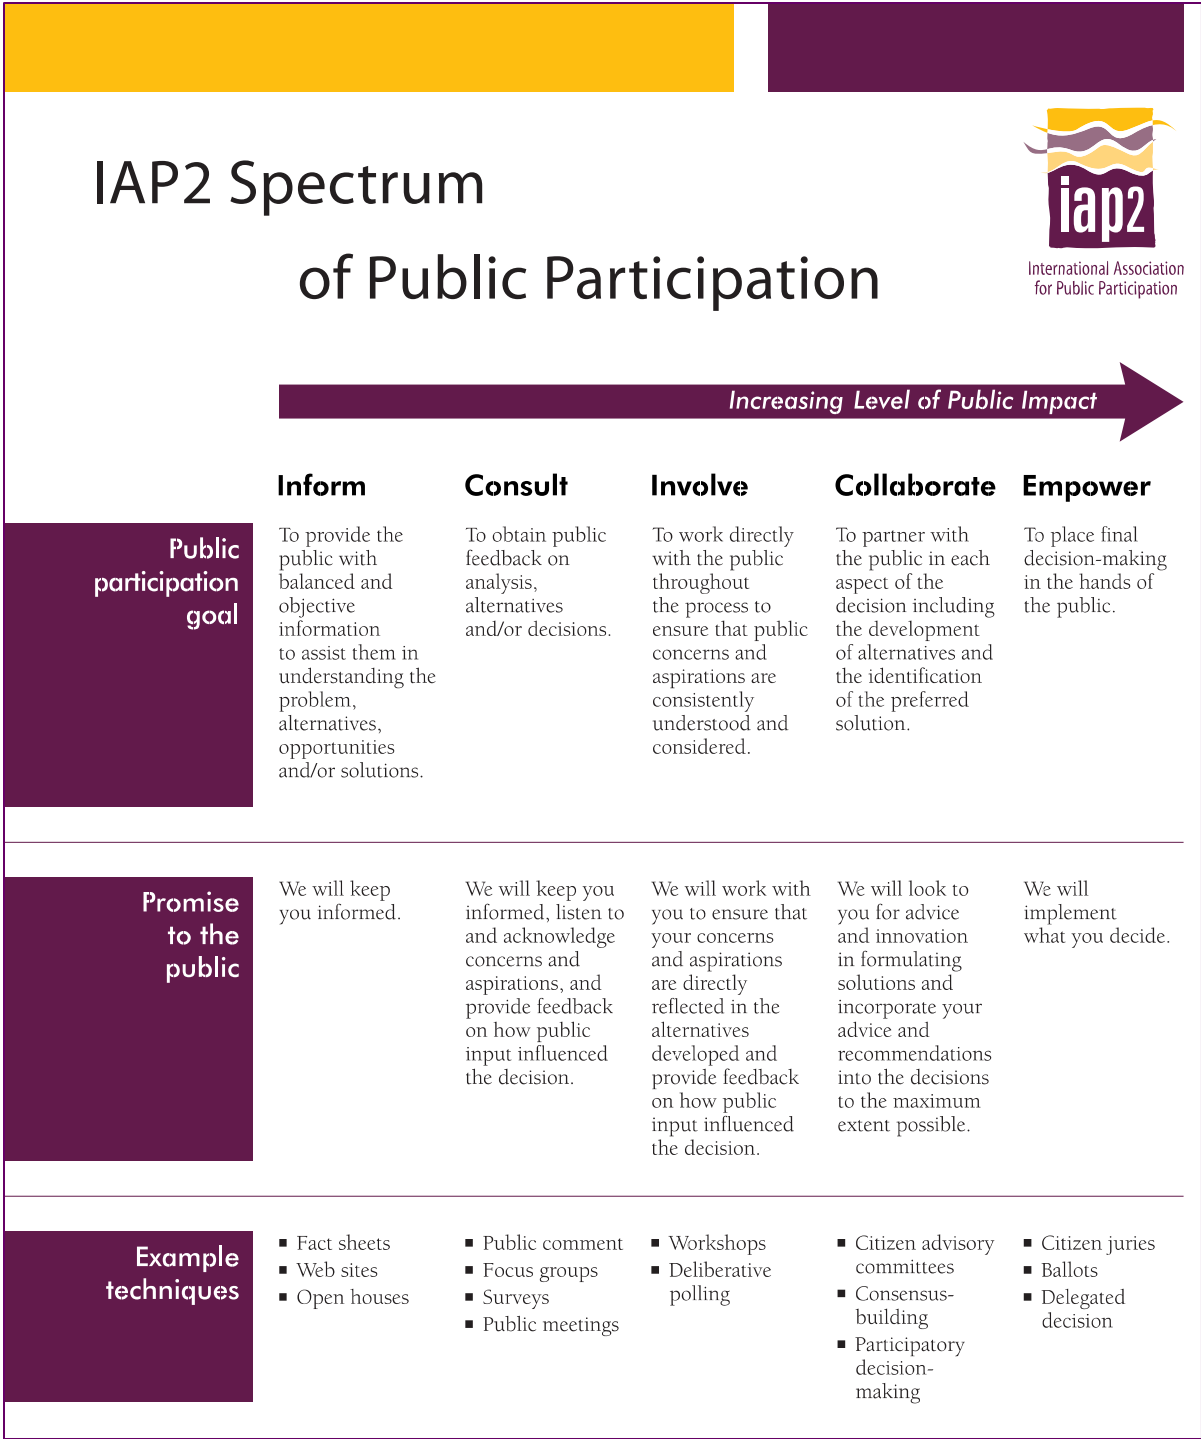 IAP2 Spectrum
of Public Participation
iap2
International Association
for Public Participation
Increasing Level of Public Impact
Inform
Consult
Involve
Collaborate
Empower
Public
participation
goal
To provide the
public with
balanced and
objective
information
to assist them in
understanding the
problem,
alternatives,
opportunities
and/or solutions.
To obtain public
feedback on
analysis,
alternatives
and/or decisions.
To work directly
with the public
throughout
the process to
ensure that public
concerns and
aspirations are
consistently
understood and
considered.
To partner with
the public in each
aspect of the
decision including
the development
of alternatives and
the identification
of the preferred
solution.
To place final
decision-making
in the hands of
the public.
Promise
to the
public
We will keep
you informed.
We will keep you
informed, listen to
and acknowledge
concerns and
aspirations, and
provide feedback
on how public
input influenced
the decision.
We will work with
you to ensure that
your concerns
and aspirations
are directly
reflected in the
alternatives
developed and
provide feedback
on how public
input influenced
the decision.
We will look to
you for advice
and innovation
in formulating
solutions and
incorporate your
advice and
recommendations
into the decisions
to the maximum
extent possible.
We will
implement
what you decide.
Example
techniques
▪ Fact sheets
▪ Web sites
▪ Open houses
▪ Public comment
▪ Focus groups
▪ Surveys
▪ Public meetings
▪ Workshops
▪ Deliberative
polling
▪ Citizen advisory
committees
▪ Consensus-
building
▪ Participatory
decision-
making
▪ Citizen juries
▪ Ballots
▪ Delegated
decision